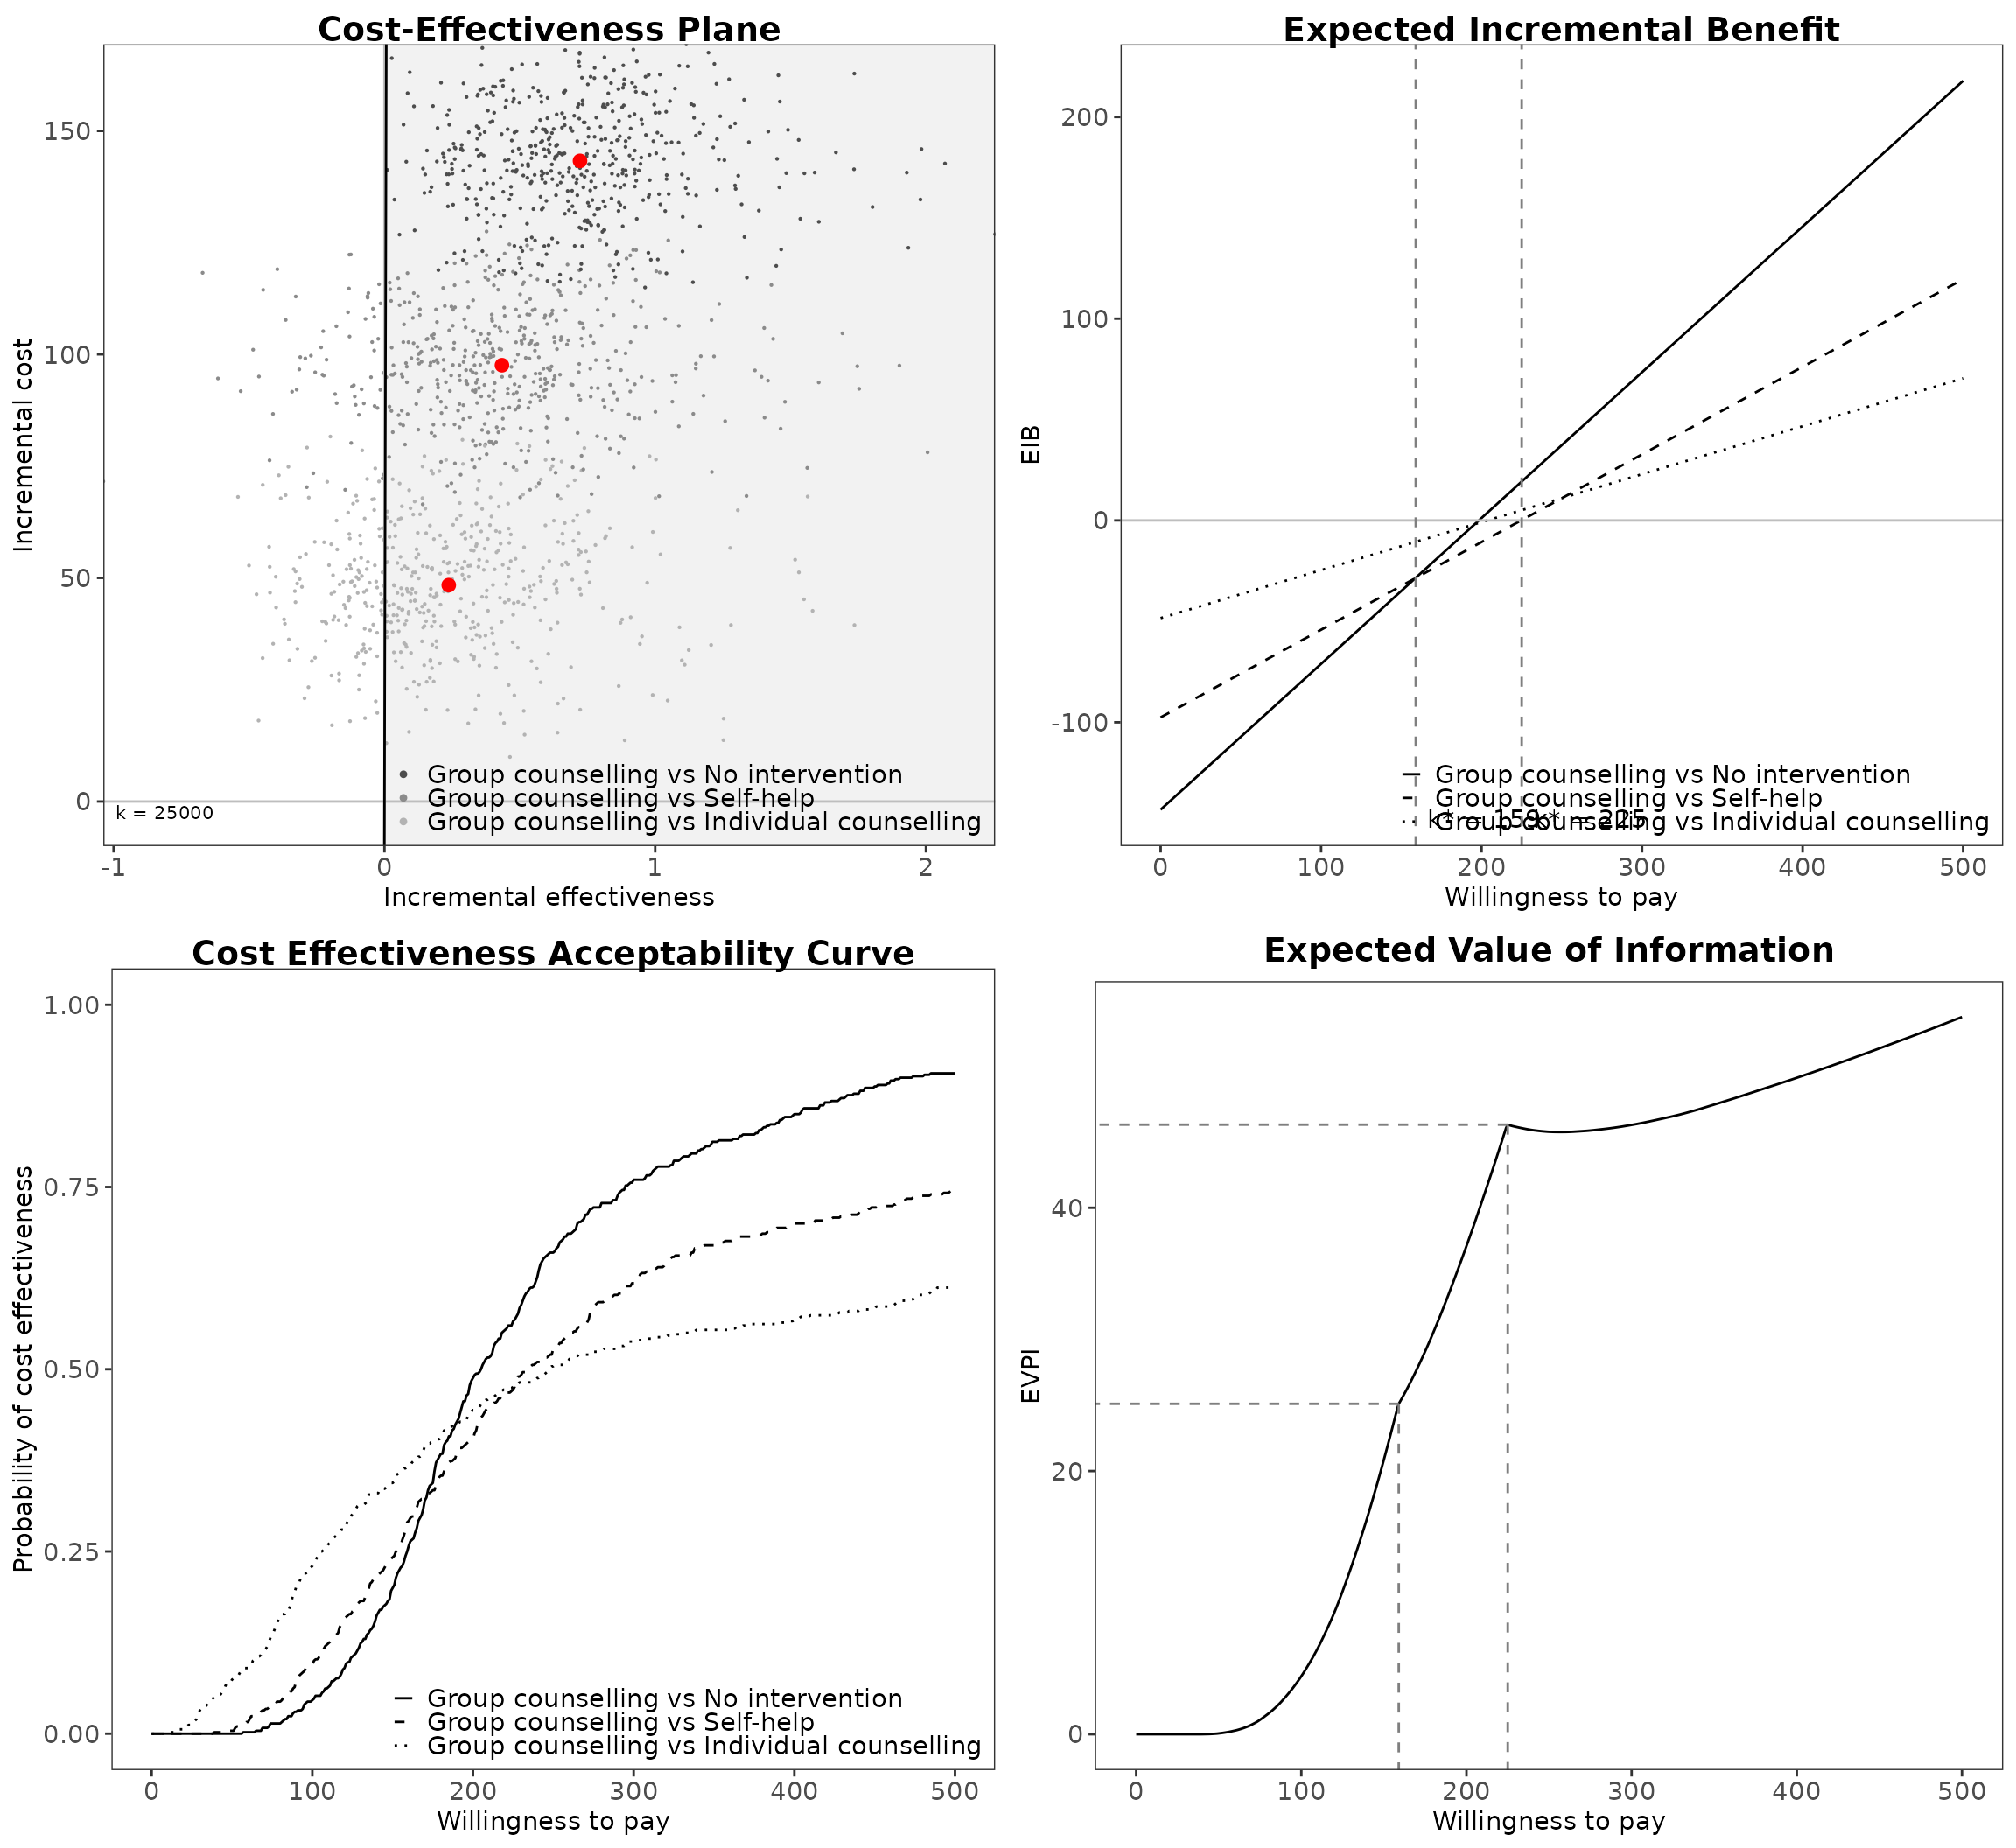 Cost-Effectiveness Plane
Incremental cost
150
100
50
0
k = 25000
Group counselling vs No intervention
Group counselling vs Self-help
Group counselling vs Individual counselling
-1
0
1
2
Incremental effectiveness
Expected Incremental Benefit
EIB
200
100
0
-100
Group counselling vs No intervention
Group counselling vs Self-help
Group counselling vs Individual counselling
k* = 159
k* = 225
0
100
200
300
400
500
Willingness to pay
Cost Effectiveness Acceptability Curve
Probability of cost effectiveness
1.00
0.75
0.50
0.25
0.00
Group counselling vs No intervention
Group counselling vs Self-help
Group counselling vs Individual counselling
0
100
200
300
400
500
Willingness to pay
Expected Value of Information
EVPI
40
20
0
0
100
200
300
400
500
Willingness to pay